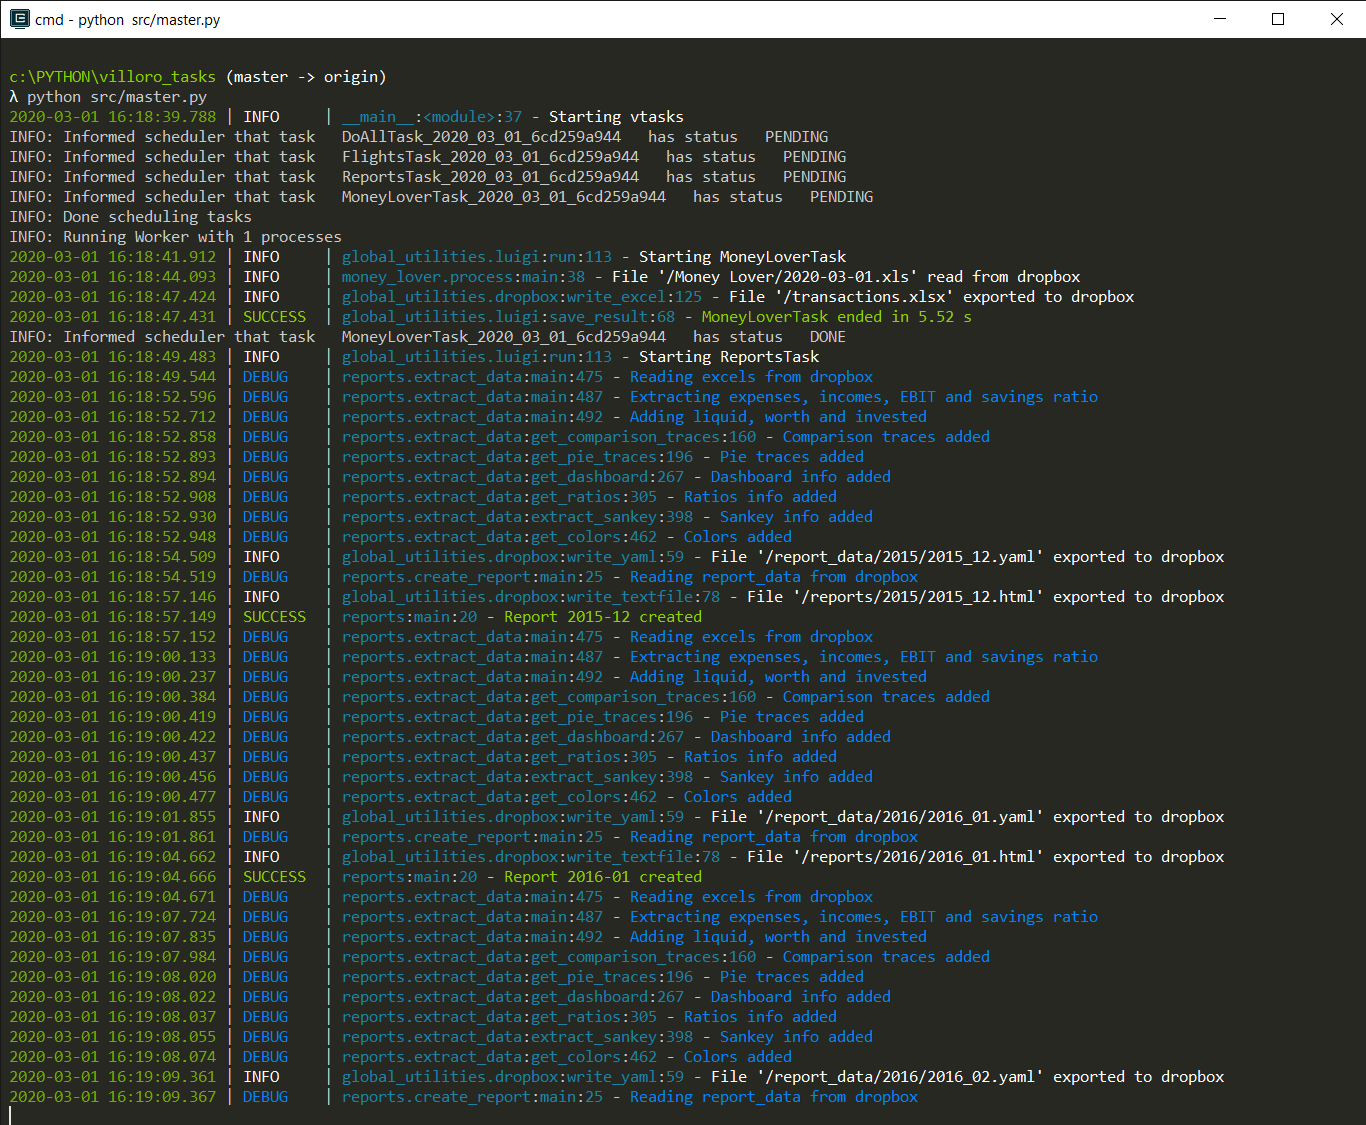 cmd - python  src/master.py
c:\PYTHON\villoro_tasks (master -> origin)
λ python src/master.py
2020-03-01 16:18:39.788 | INFO     | __main__:<module>:37 - Starting vtasks
INFO: Informed scheduler that task   DoAllTask_2020_03_01_6cd259a944   has status   PENDING
INFO: Informed scheduler that task   FlightsTask_2020_03_01_6cd259a944   has status   PENDING
INFO: Informed scheduler that task   ReportsTask_2020_03_01_6cd259a944   has status   PENDING
INFO: Informed scheduler that task   MoneyLoverTask_2020_03_01_6cd259a944   has status   PENDING
INFO: Done scheduling tasks
INFO: Running Worker with 1 processes
2020-03-01 16:18:41.912 | INFO     | global_utilities.luigi:run:113 - Starting MoneyLoverTask
2020-03-01 16:18:44.093 | INFO     | money_lover.process:main:38 - File '/Money Lover/2020-03-01.xls' read from dropbox
2020-03-01 16:18:47.424 | INFO     | global_utilities.dropbox:write_excel:125 - File '/transactions.xlsx' exported to dropbox
2020-03-01 16:18:47.431 | SUCCESS  | global_utilities.luigi:save_result:68 - MoneyLoverTask ended in 5.52 s
INFO: Informed scheduler that task   MoneyLoverTask_2020_03_01_6cd259a944   has status   DONE
2020-03-01 16:18:49.483 | INFO     | global_utilities.luigi:run:113 - Starting ReportsTask
2020-03-01 16:18:49.544 | DEBUG    | reports.extract_data:main:475 - Reading excels from dropbox
2020-03-01 16:18:52.596 | DEBUG    | reports.extract_data:main:487 - Extracting expenses, incomes, EBIT and savings ratio
2020-03-01 16:18:52.712 | DEBUG    | reports.extract_data:main:492 - Adding liquid, worth and invested
2020-03-01 16:18:52.858 | DEBUG    | reports.extract_data:get_comparison_traces:160 - Comparison traces added
2020-03-01 16:18:52.893 | DEBUG    | reports.extract_data:get_pie_traces:196 - Pie traces added
2020-03-01 16:18:52.894 | DEBUG    | reports.extract_data:get_dashboard:267 - Dashboard info added
2020-03-01 16:18:52.908 | DEBUG    | reports.extract_data:get_ratios:305 - Ratios info added
2020-03-01 16:18:52.930 | DEBUG    | reports.extract_data:extract_sankey:398 - Sankey info added
2020-03-01 16:18:52.948 | DEBUG    | reports.extract_data:get_colors:462 - Colors added
2020-03-01 16:18:54.509 | INFO     | global_utilities.dropbox:write_yaml:59 - File '/report_data/2015/2015_12.yaml' exported to dropbox
2020-03-01 16:18:54.519 | DEBUG    | reports.create_report:main:25 - Reading report_data from dropbox
2020-03-01 16:18:57.146 | INFO     | global_utilities.dropbox:write_textfile:78 - File '/reports/2015/2015_12.html' exported to dropbox
2020-03-01 16:18:57.149 | SUCCESS  | reports:main:20 - Report 2015-12 created
2020-03-01 16:18:57.152 | DEBUG    | reports.extract_data:main:475 - Reading excels from dropbox
2020-03-01 16:19:00.133 | DEBUG    | reports.extract_data:main:487 - Extracting expenses, incomes, EBIT and savings ratio
2020-03-01 16:19:00.237 | DEBUG    | reports.extract_data:main:492 - Adding liquid, worth and invested
2020-03-01 16:19:00.384 | DEBUG    | reports.extract_data:get_comparison_traces:160 - Comparison traces added
2020-03-01 16:19:00.419 | DEBUG    | reports.extract_data:get_pie_traces:196 - Pie traces added
2020-03-01 16:19:00.422 | DEBUG    | reports.extract_data:get_dashboard:267 - Dashboard info added
2020-03-01 16:19:00.437 | DEBUG    | reports.extract_data:get_ratios:305 - Ratios info added
2020-03-01 16:19:00.456 | DEBUG    | reports.extract_data:extract_sankey:398 - Sankey info added
2020-03-01 16:19:00.477 | DEBUG    | reports.extract_data:get_colors:462 - Colors added
2020-03-01 16:19:01.855 | INFO     | global_utilities.dropbox:write_yaml:59 - File '/report_data/2016/2016_01.yaml' exported to dropbox
2020-03-01 16:19:01.861 | DEBUG    | reports.create_report:main:25 - Reading report_data from dropbox
2020-03-01 16:19:04.662 | INFO     | global_utilities.dropbox:write_textfile:78 - File '/reports/2016/2016_01.html' exported to dropbox
2020-03-01 16:19:04.666 | SUCCESS  | reports:main:20 - Report 2016-01 created
2020-03-01 16:19:04.671 | DEBUG    | reports.extract_data:main:475 - Reading excels from dropbox
2020-03-01 16:19:07.724 | DEBUG    | reports.extract_data:main:487 - Extracting expenses, incomes, EBIT and savings ratio
2020-03-01 16:19:07.835 | DEBUG    | reports.extract_data:main:492 - Adding liquid, worth and invested
2020-03-01 16:19:07.984 | DEBUG    | reports.extract_data:get_comparison_traces:160 - Comparison traces added
2020-03-01 16:19:08.020 | DEBUG    | reports.extract_data:get_pie_traces:196 - Pie traces added
2020-03-01 16:19:08.022 | DEBUG    | reports.extract_data:get_dashboard:267 - Dashboard info added
2020-03-01 16:19:08.037 | DEBUG    | reports.extract_data:get_ratios:305 - Ratios info added
2020-03-01 16:19:08.055 | DEBUG    | reports.extract_data:extract_sankey:398 - Sankey info added
2020-03-01 16:19:08.074 | DEBUG    | reports.extract_data:get_colors:462 - Colors added
2020-03-01 16:19:09.361 | INFO     | global_utilities.dropbox:write_yaml:59 - File '/report_data/2016/2016_02.yaml' exported to dropbox
2020-03-01 16:19:09.367 | DEBUG    | reports.create_report:main:25 - Reading report_data from dropbox